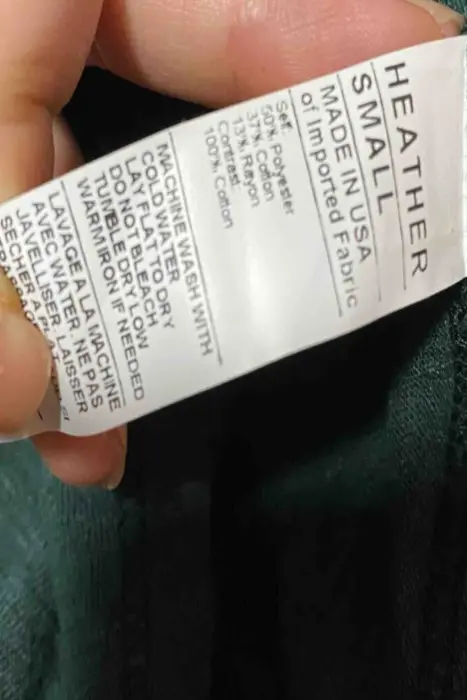 HEATHER
SMALL
MADE IN USA
of Imported Fabric
Self:
50% Polyester
37% Cotton
13% Rayon
Contrast:
100% Cotton
MACHINE WASH WITH
COLD WATER
LAY FLAT TO DRY
DO NOT BLEACH
TUMBLE DRY LOW
WARM IRON IF NEEDED
LAVAGE A LA MACHINE
AVEC WATER. NE PAS
JAVELLISER. LAISSER
SECHER A PLAT